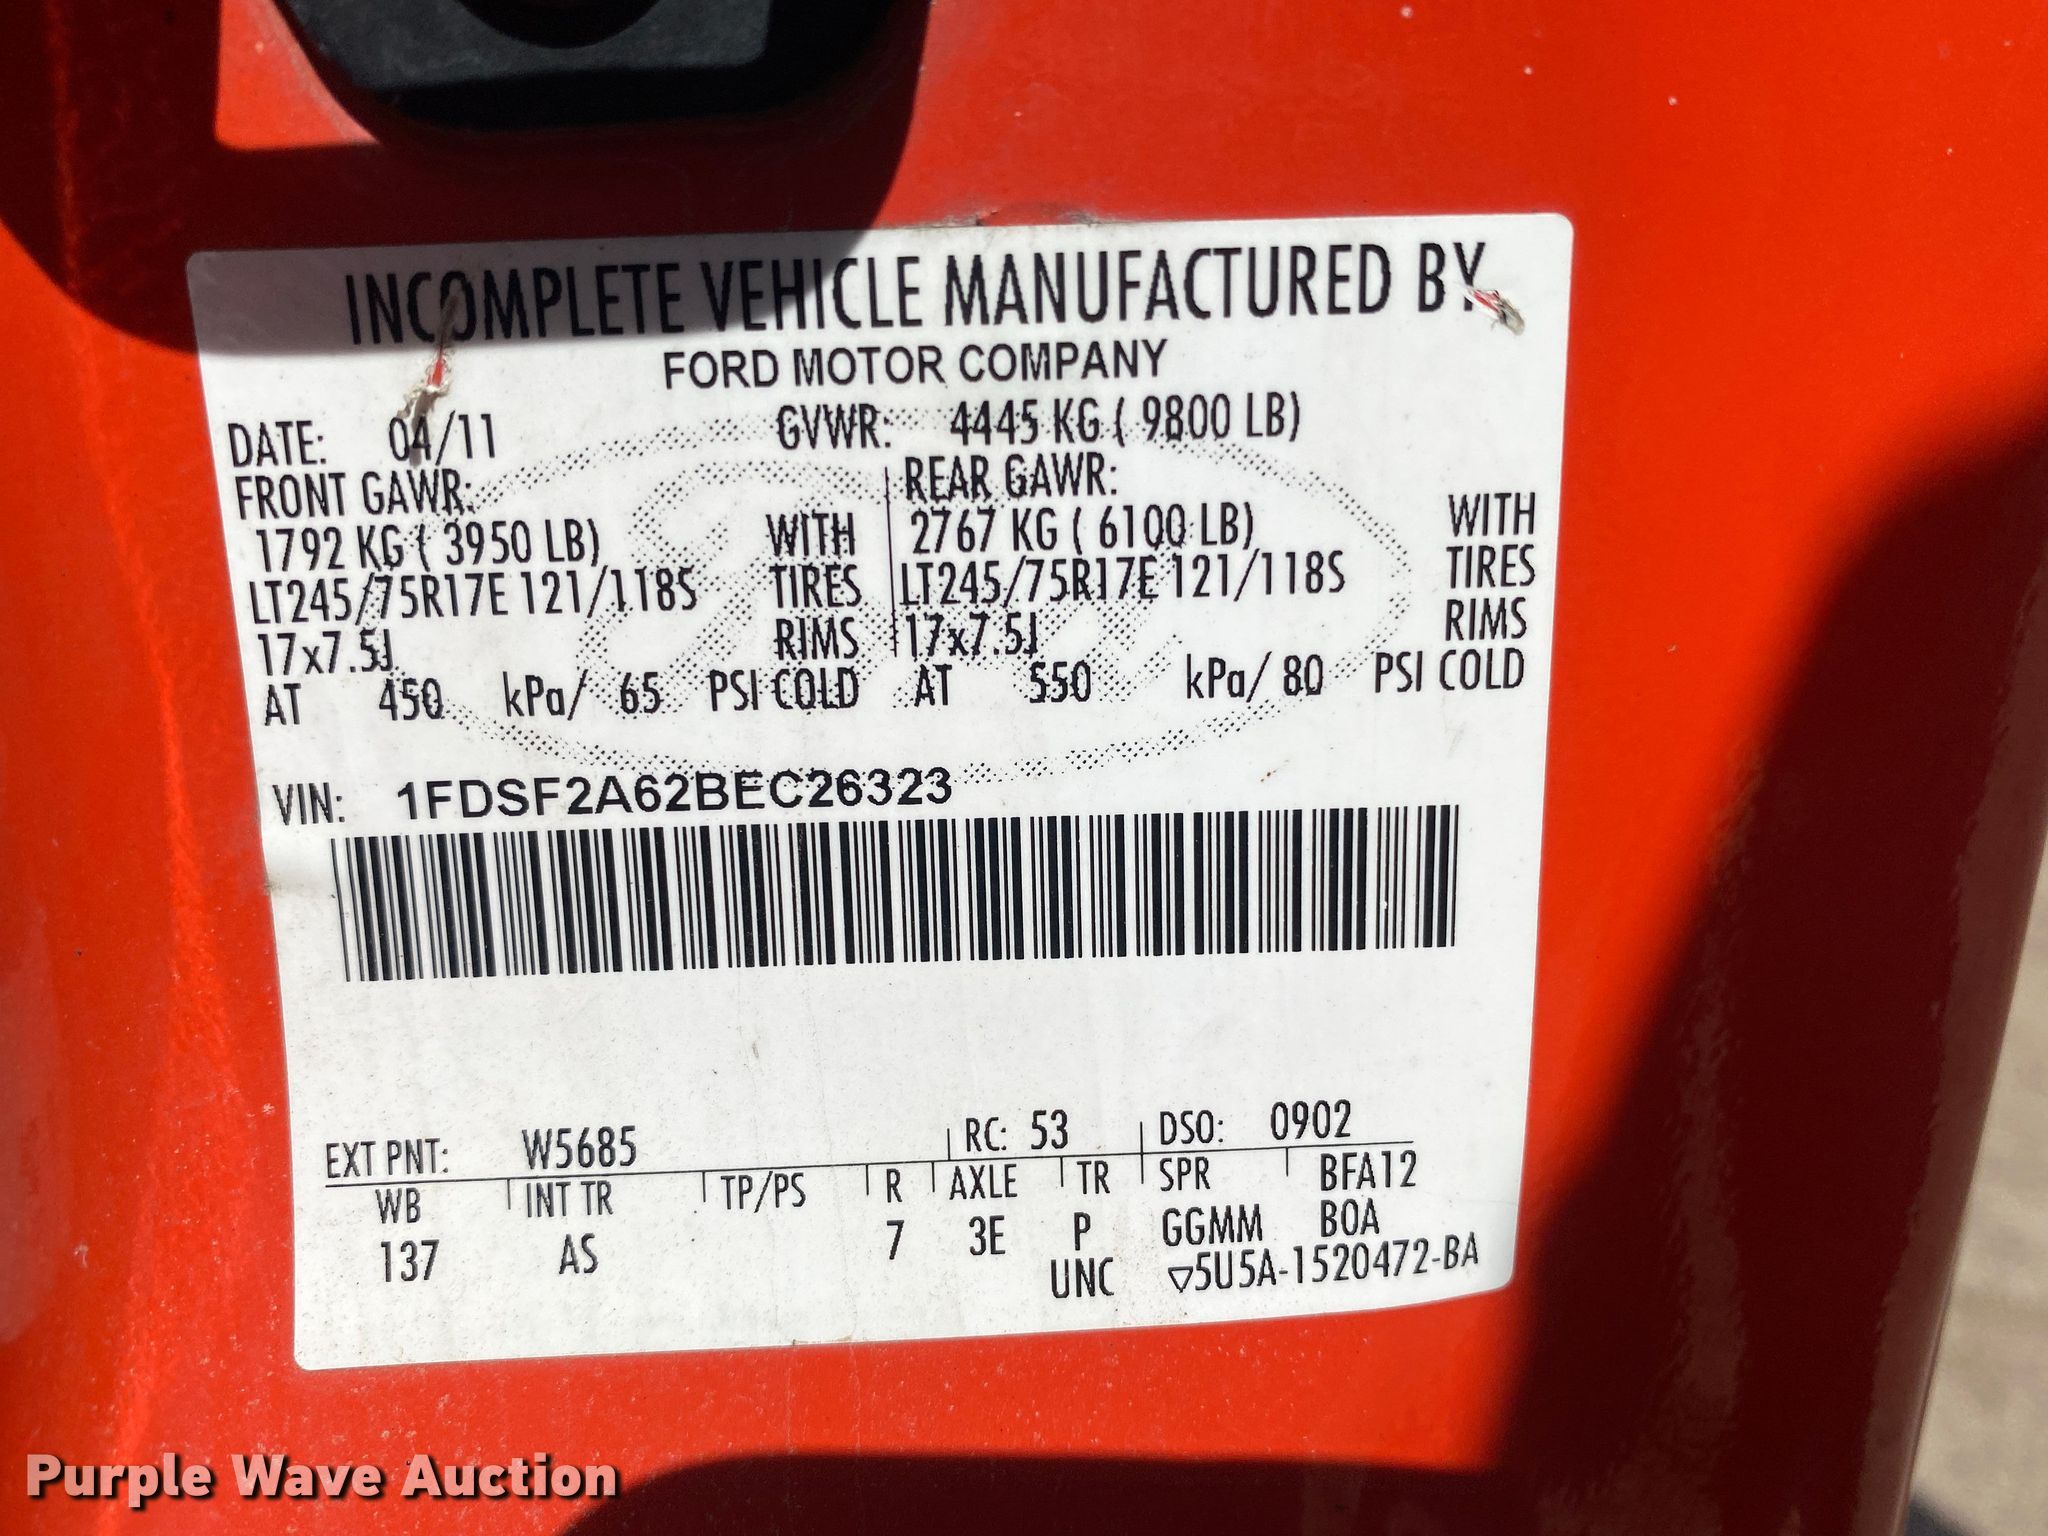 INCOMPLETE VEHICLE MANUFACTURED BY
FORD MOTOR COMPANY
DATE: 04/11 GVWR: 4445 KG ( 9800 LB)
FRONT GAWR: REAR GAWR:
1792 KG ( 3950 LB) WITH 2767 KG ( 6100 LB) WITH
LT245/75R17E 121/118S TIRES LT245/75R17E 121/118S TIRES
17x7.5J RIMS 17x7.5J RIMS
AT 450 kPa/ 65 PSI COLD AT 550 kPa/ 80 PSI COLD
VIN: 1FDSF2A62BEC26323
EXT PNT: W5685 RC: 53 DSO: 0902
WB INT TR TP/PS R AXLE TR SPR BFA12
137 AS 7 3E P GGMM BOA
UNC ▽5U5A-1520472-BA
Purple Wave Auction